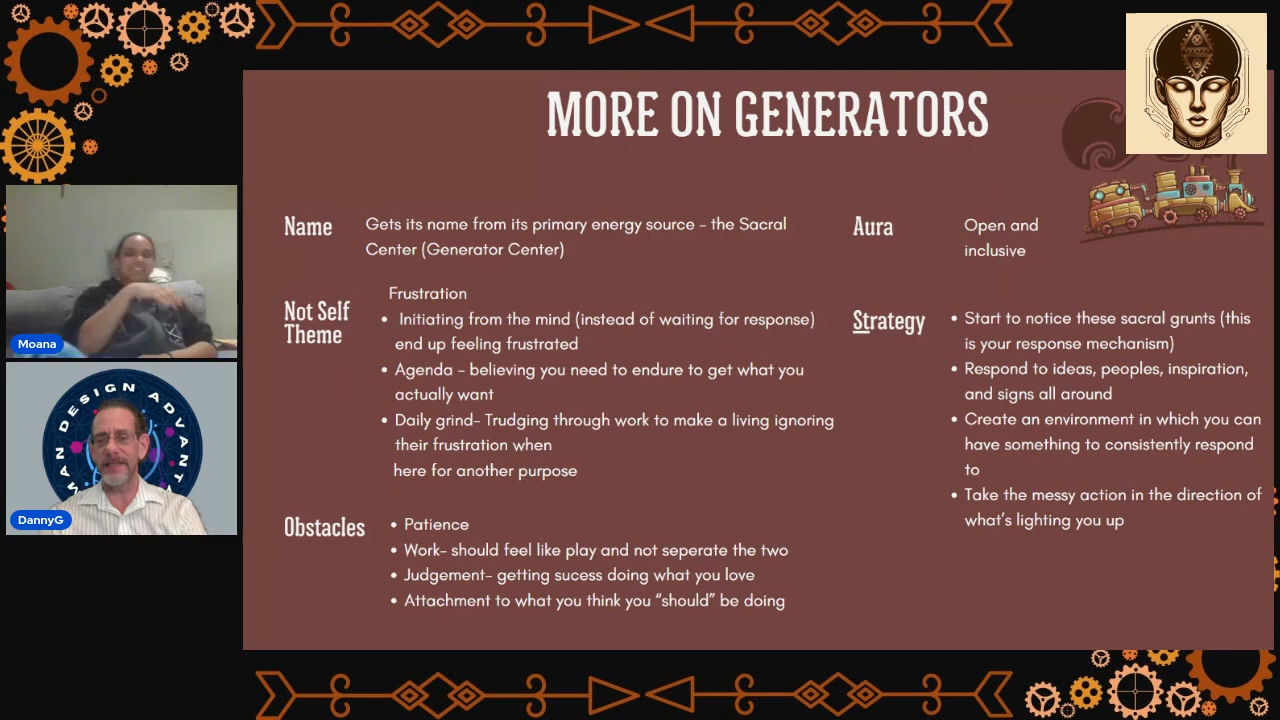 MORE ON GENERATORS
Name
Gets its name from its primary energy source - the Sacral
Center (Generator Center)
Not Self
Theme
Frustration
• Initiating from the mind (instead of waiting for response)
end up feeling frustrated
• Agenda - believing you need to endure to get what you
actually want
• Daily grind- Trudging through work to make a living ignoring
their frustration when
here for another purpose
Obstacles
• Patience
• Work- should feel like play and not seperate the two
• Judgement- getting sucess doing what you love
• Attachment to what you think you “should” be doing
Aura
Open and
inclusive
Strategy
• Start to notice these sacral grunts (this
is your response mechanism)
• Respond to ideas, peoples, inspiration,
and signs all around
• Create an environment in which you can
have something to consistently respond
to
• Take the messy action in the direction of
what’s lighting you up
Moana
MAN DESIGN ADVANT
DannyG